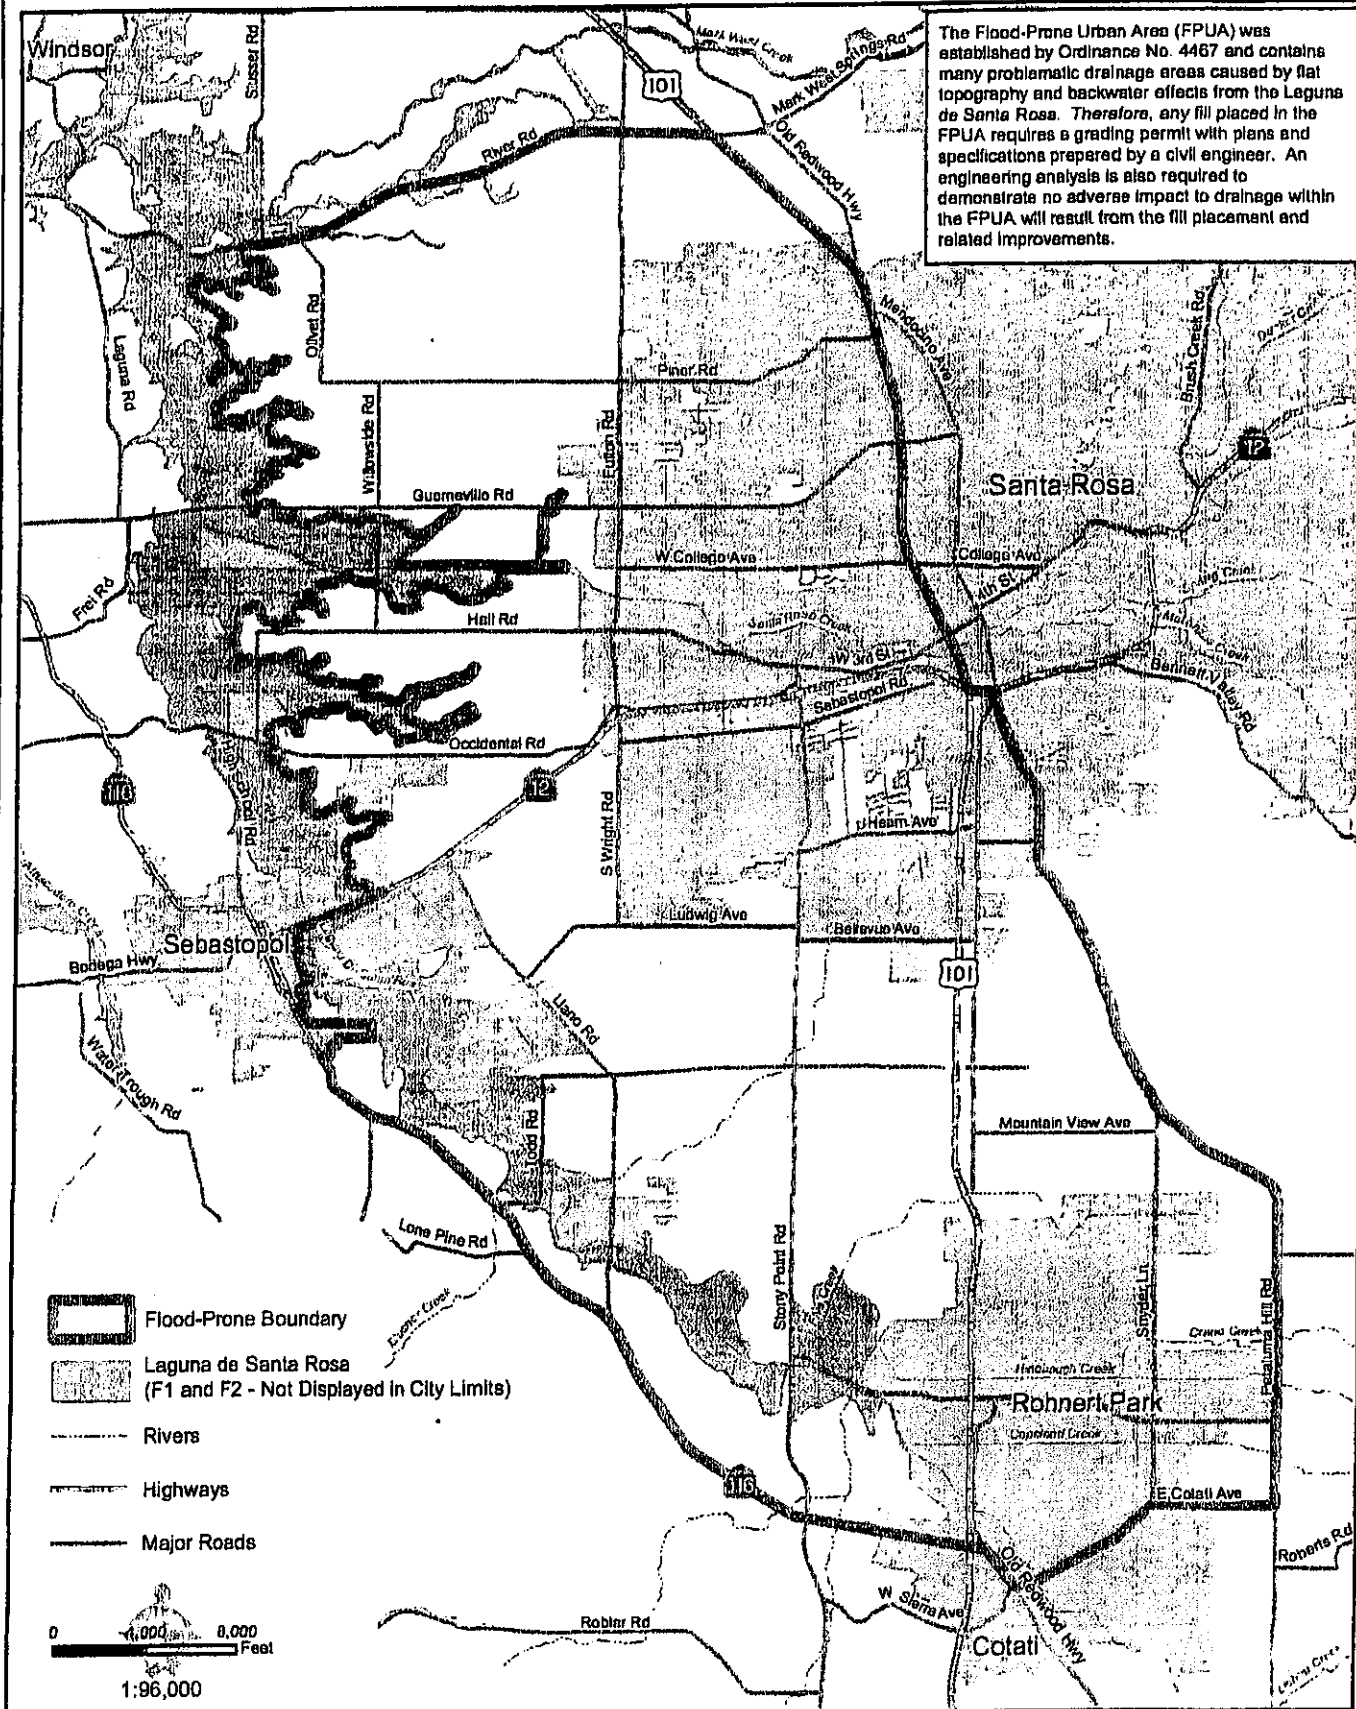 The Flood-Prone Urban Area (FPUA) was
established by Ordinance No. 4467 and contains
many problematic drainage areas caused by flat
topography and backwater effects from the Laguna
de Santa Rosa. Therefore, any fill placed in the
FPUA requires a grading permit with plans and
specifications prepared by a civil engineer. An
engineering analysis is also required to
demonstrate no adverse impact to drainage within
the FPUA will result from the fill placement and
related improvements.
Windsor
Mark West Creek
101
Mark West Springs Rd
Old Redwood Hwy
River Rd
Olivet Rd
Laguna Rd
Mendocino Ave
Brush Creek Rd
Piner Rd
Willowside Rd
Fulton Rd
12
Santa Rosa
Guerneville Rd
W College Ave
College Ave
4th St
Frei Rd
Hall Rd
Santa Rosa Creek
W 3rd St
Sebastopol Rd
Bennett Valley Rd
Occidental Rd
High School Rd
116
12
Hearn Ave
S Wright Rd
Ludwig Ave
Bellevue Ave
Sebastopol
Bodega Hwy
101
Llano Rd
Water Trough Rd
Todd Rd
Mountain View Ave
Lone Pine Rd
Stony Point Rd
Snyder Ln
Petaluma Hill Rd
Crane Creek
Hinebaugh Creek
Rohnert Park
Copeland Creek
116
E Cotati Ave
Old Redwood Hwy
Roberts Rd
W Sierra Ave
Roblar Rd
Cotati
Flood-Prone Boundary
Laguna de Santa Rosa
(F1 and F2 - Not Displayed in City Limits)
Rivers
Highways
Major Roads
0 4,000 8,000
Feet
1:96,000